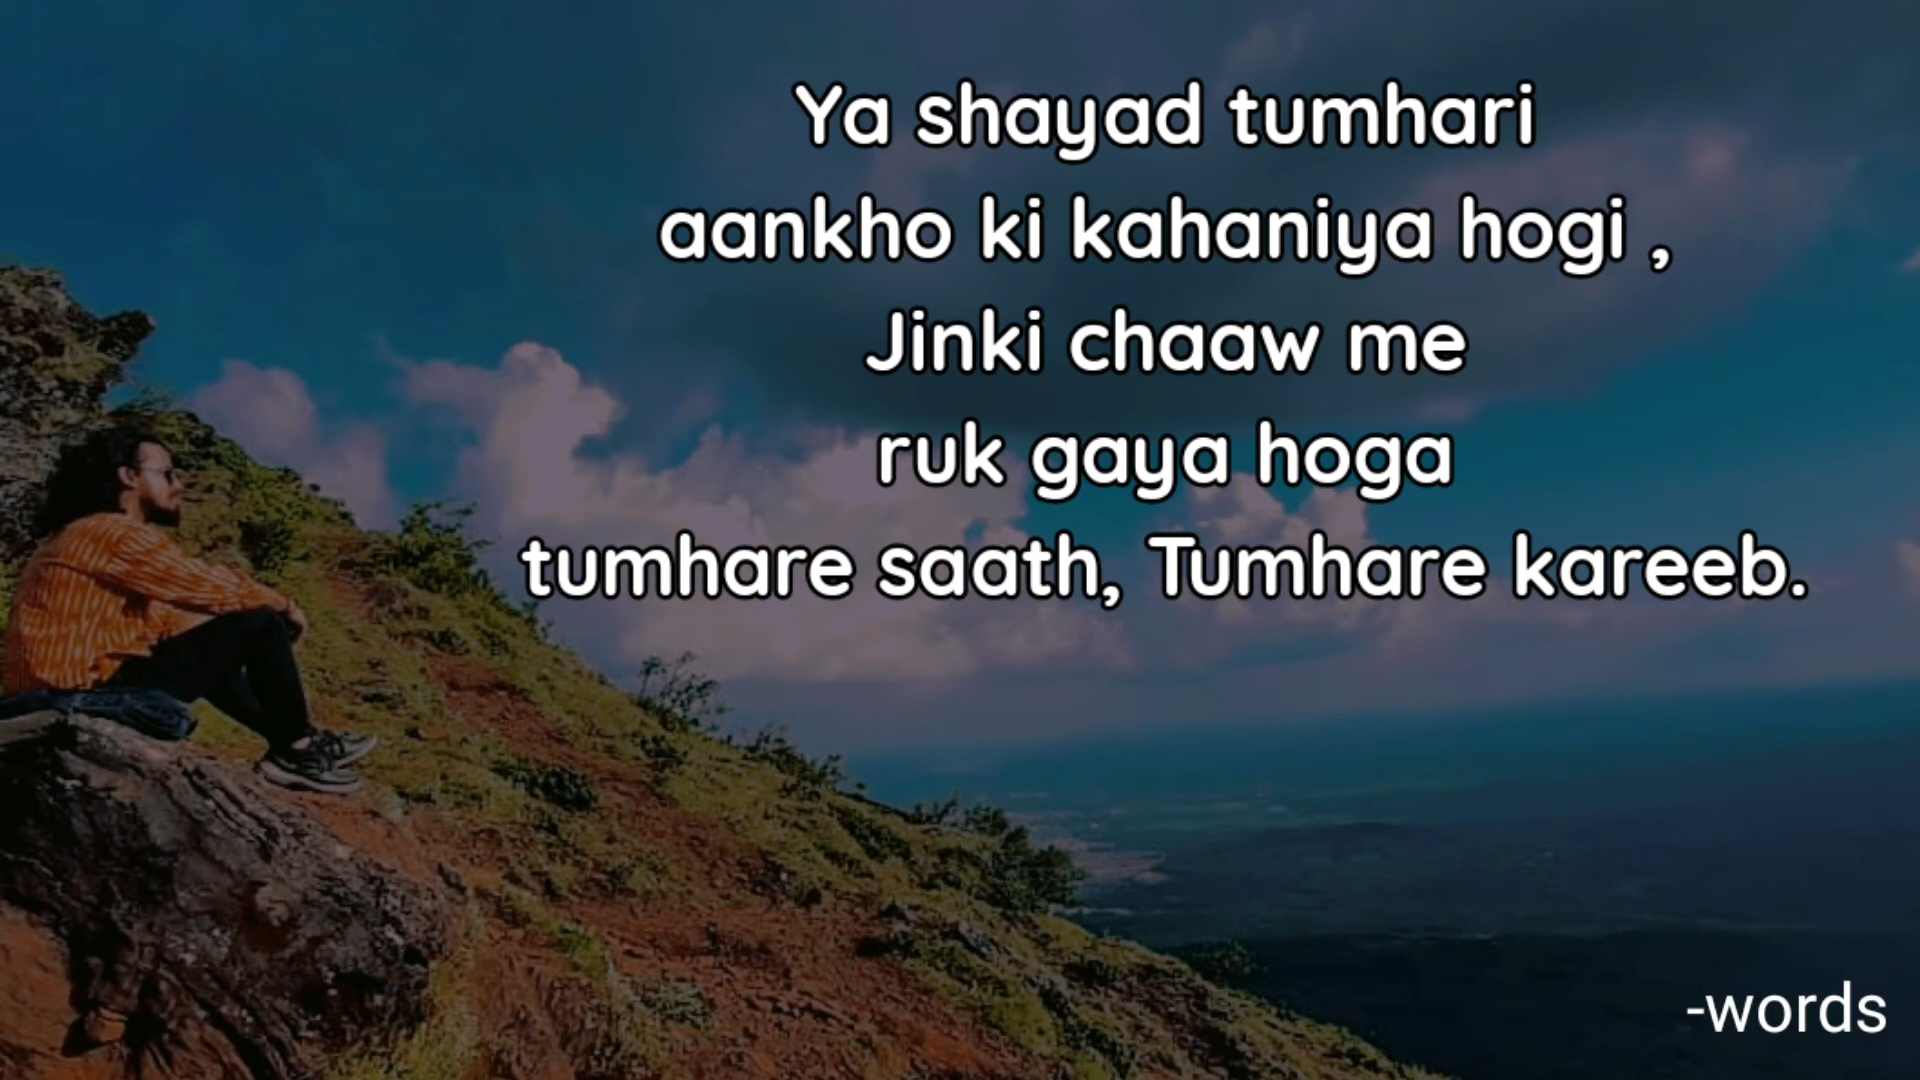 Ya shayad tumhari
aankho ki kahaniya hogi ,
Jinki chaaw me
ruk gaya hoga
tumhare saath, Tumhare kareeb.
-words